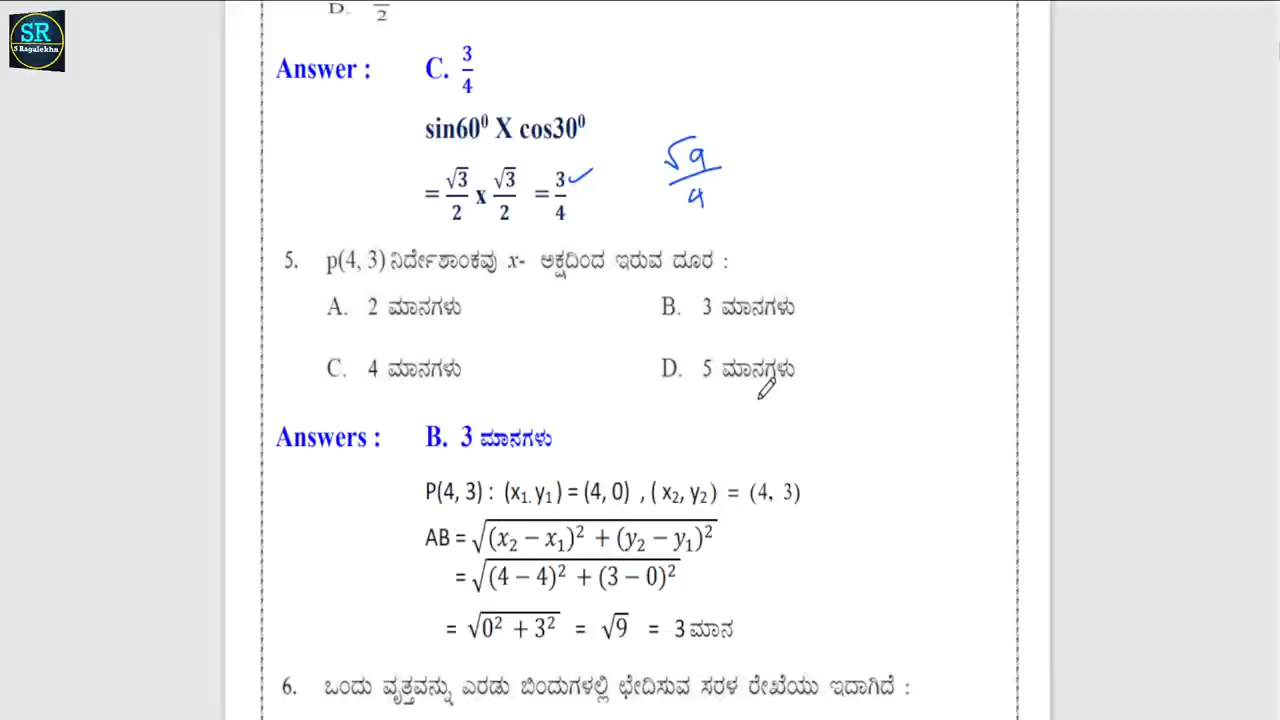 SR
S Ragalekha
D. —/2
Answer : C. 3/4
sin60⁰ X cos30⁰
= √3/2 x √3/2 = 3/4 ✓
√9/4
5. p(4, 3) ನಿರ್ದೇಶಾಂಕವು x- ಅಕ್ಷದಿಂದ ಇರುವ ದೂರ :
A. 2 ಮಾನಗಳು B. 3 ಮಾನಗಳು
C. 4 ಮಾನಗಳು D. 5 ಮಾನಗಳು
Answers : B. 3 ಮಾನಗಳು
P(4, 3) : (x₁, y₁) = (4, 0) , ( x₂, y₂) = (4, 3)
AB = √((x₂ − x₁)² + (y₂ − y₁)²)
= √((4 − 4)² + (3 − 0)²)
= √(0² + 3²) = √9 = 3 ಮಾನ
6. ಒಂದು ವೃತ್ತವನ್ನು ಎರಡು ಬಿಂದುಗಳಲ್ಲಿ ಛೇದಿಸುವ ಸರಳ ರೇಖೆಯು ಇದಾಗಿದೆ :